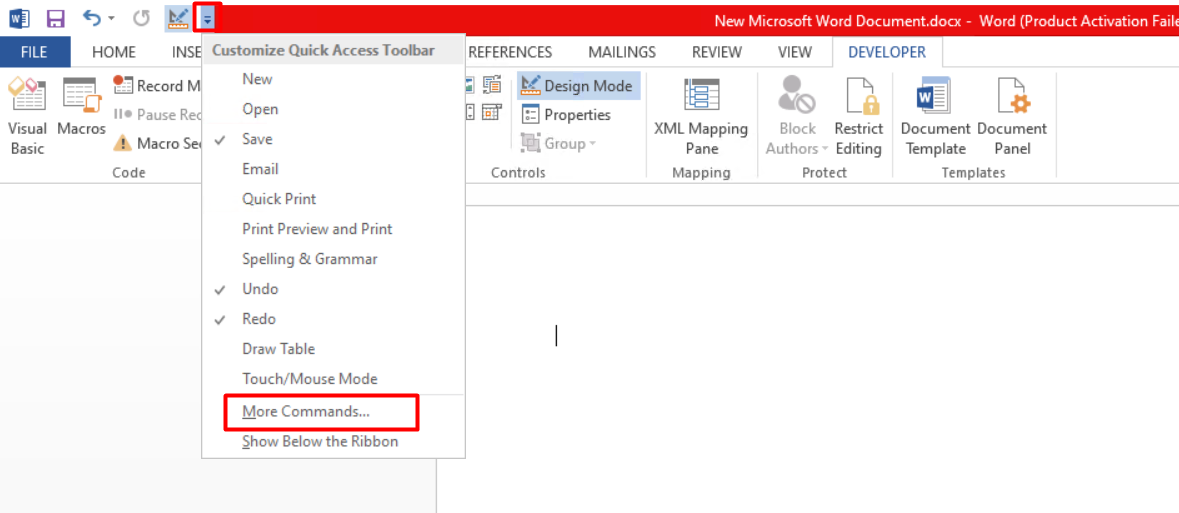 New Microsoft Word Document.docx - Word (Product Activation Faile
FILE HOME INSE REFERENCES MAILINGS REVIEW VIEW DEVELOPER
Customize Quick Access Toolbar
New
Open
Save
Email
Quick Print
Print Preview and Print
Spelling & Grammar
Undo
Redo
Draw Table
Touch/Mouse Mode
More Commands...
Show Below the Ribbon
Visual Basic
Macros
Record M
Pause Rec
Macro Se
Code
Design Mode
Properties
Group
Controls
XML Mapping
Pane
Mapping
Block
Authors
Restrict
Editing
Protect
Document
Template
Document
Panel
Templates